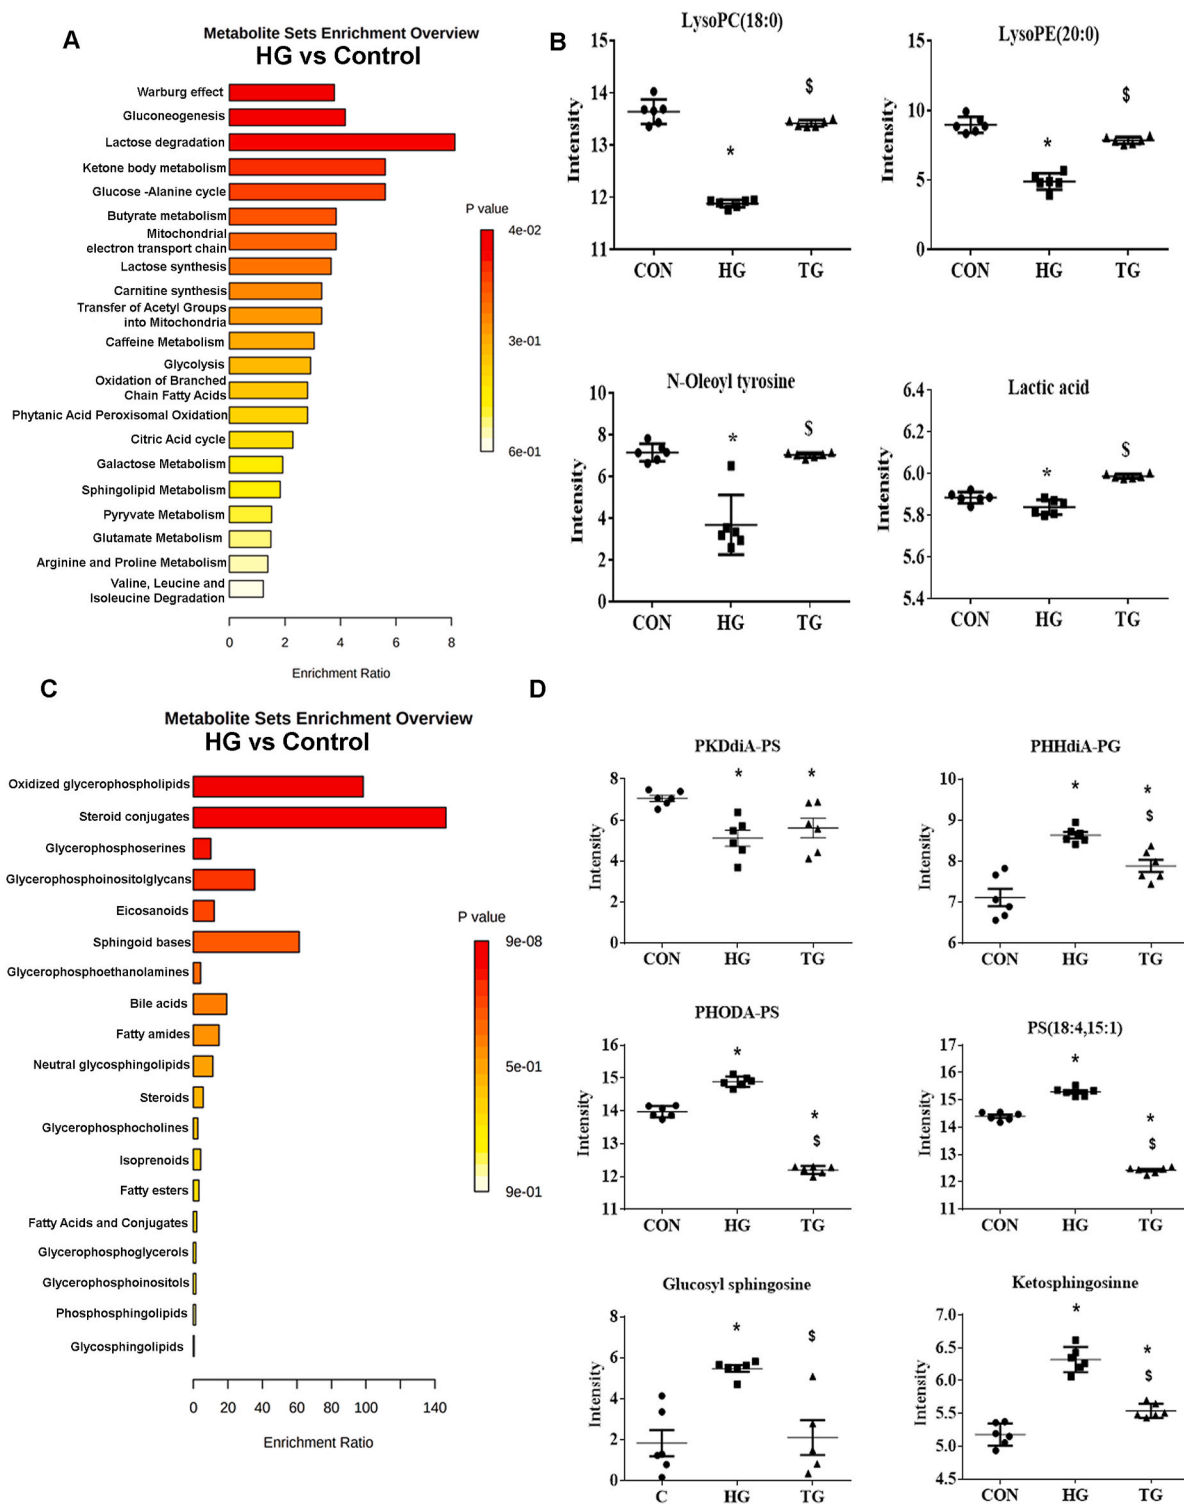 A
Metabolite Sets Enrichment Overview
HG vs Control
Warburg effect
Gluconeogenesis
Lactose degradation
Ketone body metabolism
Glucose -Alanine cycle
Butyrate metabolism
Mitochondrial
electron transport chain
Lactose synthesis
Carnitine synthesis
Transfer of Acetyl Groups
into Mitochondria
Caffeine Metabolism
Glycolysis
Oxidation of Branched
Chain Fatty Acids
Phytanic Acid Peroxisomal Oxidation
Citric Acid cycle
Galactose Metabolism
Sphingolipid Metabolism
Pyryvate Metabolism
Glutamate Metabolism
Arginine and Proline Metabolism
Valine, Leucine and
Isoleucine Degradation
0 2 4 6 8
Enrichment Ratio
P value
4e-02
3e-01
6e-01
B
LysoPC(18:0)
Intensity
15
14
13
12
11
*
$
CON HG TG
LysoPE(20:0)
Intensity
15
10
5
0
*
$
CON HG TG
N-Oleoyl tyrosine
Intensity
10
8
6
4
2
0
*
$
CON HG TG
Lactic acid
Intensity
6.4
6.2
6.0
5.8
5.6
5.4
*
$
CON HG TG
C
Metabolite Sets Enrichment Overview
HG vs Control
Oxidized glycerophospholipids
Steroid conjugates
Glycerophosphoserines
Glycerophosphoinositolglycans
Eicosanoids
Sphingoid bases
Glycerophosphoethanolamines
Bile acids
Fatty amides
Neutral glycosphingolipids
Steroids
Glycerophosphocholines
Isoprenoids
Fatty esters
Fatty Acids and Conjugates
Glycerophosphoglycerols
Glycerophosphoinositols
Phosphosphingolipids
Glycosphingolipids
0 20 40 60 80 100 140
Enrichment Ratio
P value
9e-08
5e-01
9e-01
D
PKDdiA-PS
Intensity
8
6
4
2
0
* *
CON HG TG
PHHdiA-PG
Intensity
10
9
8
7
6
*
*
$
CON HG TG
PHODA-PS
Intensity
16
15
14
13
12
11
*
*
$
CON HG TG
PS(18:4,15:1)
Intensity
17
16
15
14
13
12
11
*
*
$
CON HG TG
Glucosyl sphingosine
Intensity
8
6
4
2
0
*
$
C HG TG
Ketosphingosinne
Intensity
7.0
6.5
6.0
5.5
5.0
4.5
*
*
$
CON HG TG